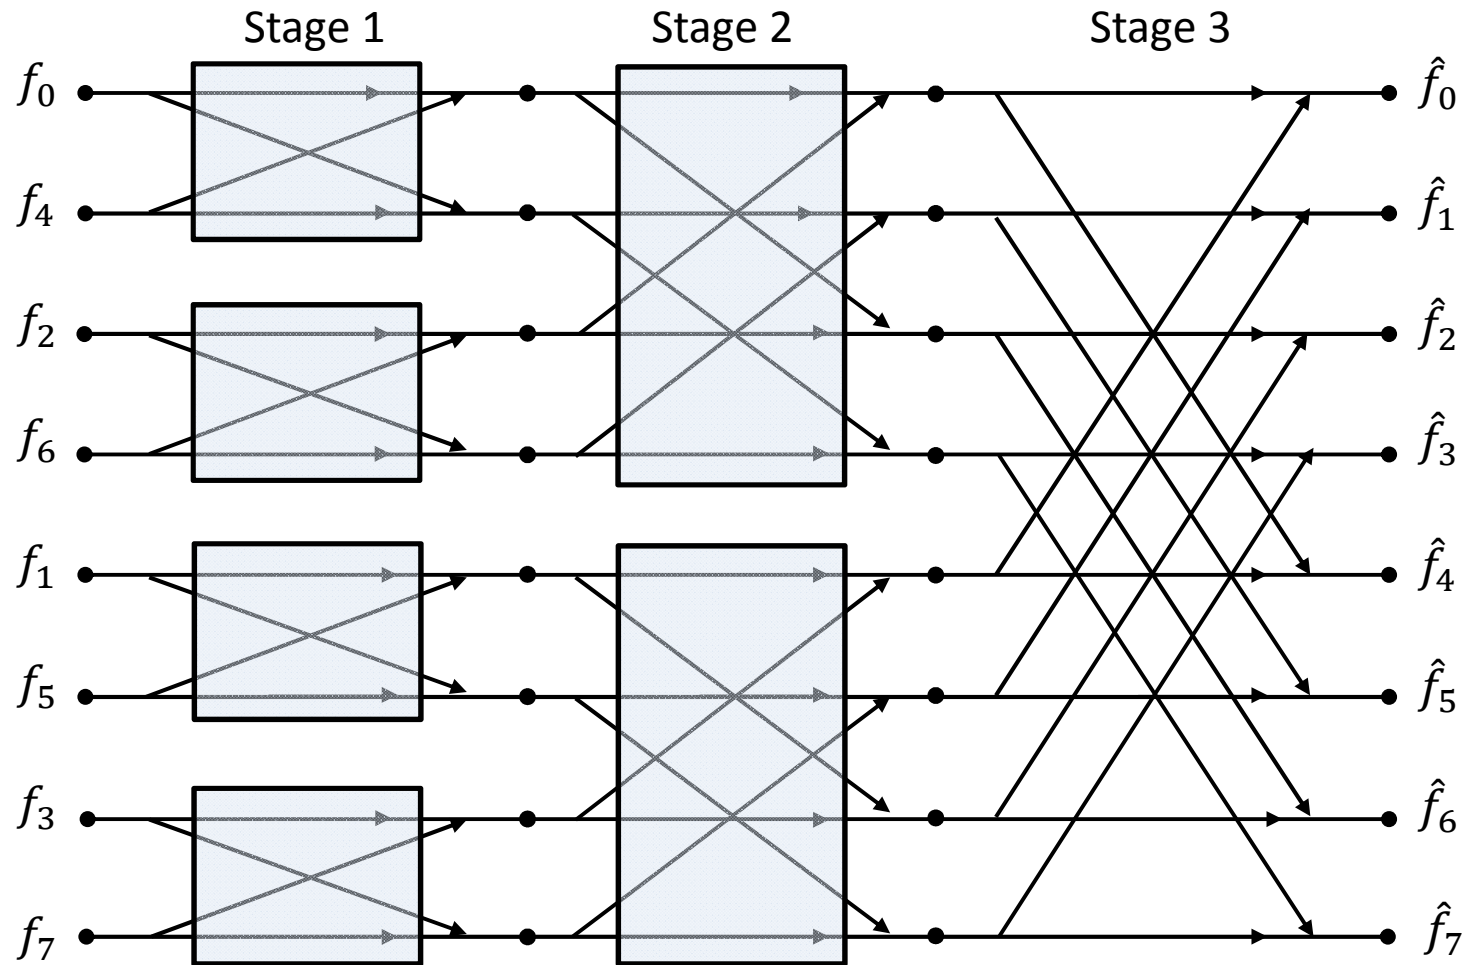 Stage 1 Stage 2 Stage 3
f₀ f̂₀
f₄ f̂₁
f₂ f̂₂
f₆ f̂₃
f₁ f̂₄
f₅ f̂₅
f₃ f̂₆
f₇ f̂₇